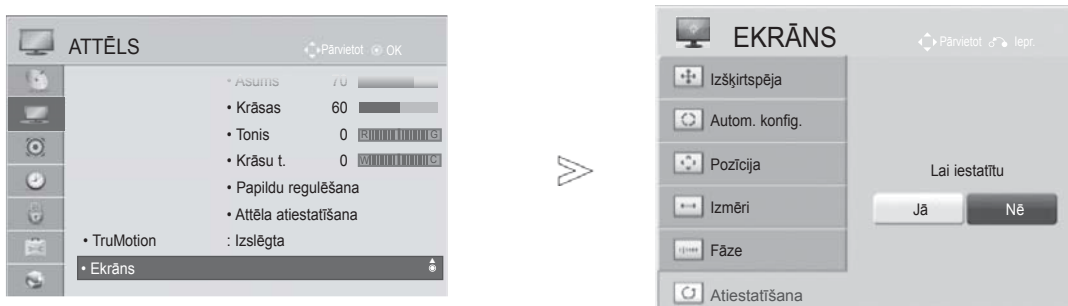 ATTĒLS
Pārvietot OK
• Asums 70
• Krāsas 60
• Tonis 0 R G
• Krāsu t. 0 W C
• Papildu regulēšana
• Attēla atiestatīšana
• TruMotion : Izslēgta
• Ekrāns
EKRĀNS
Pārvietot Iepr.
Izšķirtspēja
Autom. konfig.
Pozīcija
Izmēri
Fāze
Atiestatīšana
Lai iestatītu
Jā Nē